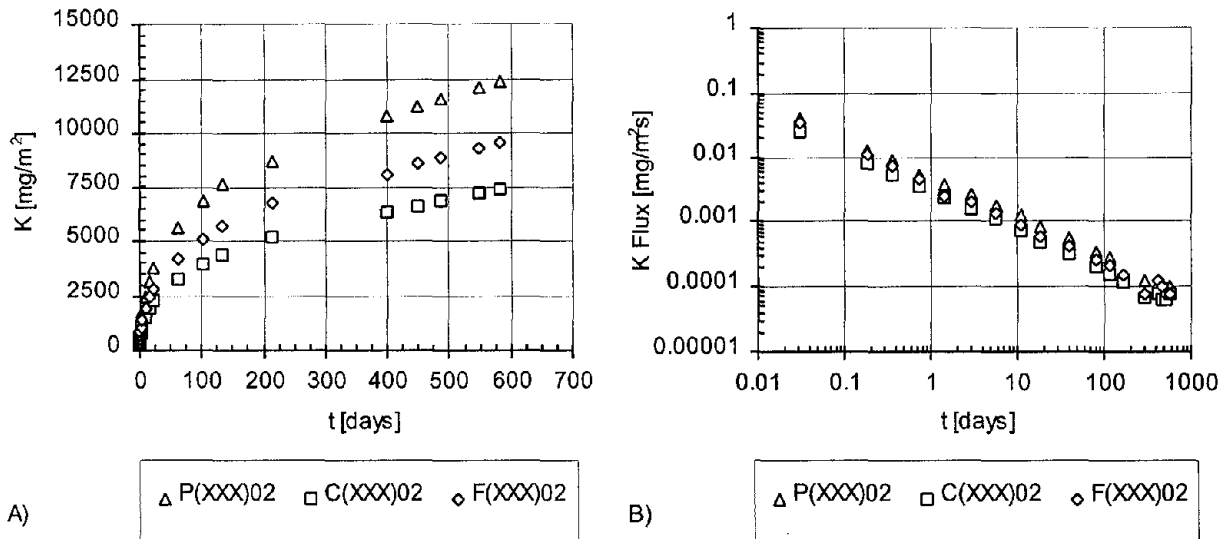 15000
12500
10000
7500
5000
2500
0
K [mg/m²]
0 100 200 300 400 500 600 700
t [days]
△ P(XXX)02 □ C(XXX)02 ◇ F(XXX)02
A)
1
0.1
0.01
0.001
0.0001
0.00001
K Flux [mg/m²s]
0.01 0.1 1 10 100 1000
t [days]
△ P(XXX)02 □ C(XXX)02 ◇ F(XXX)02
B)